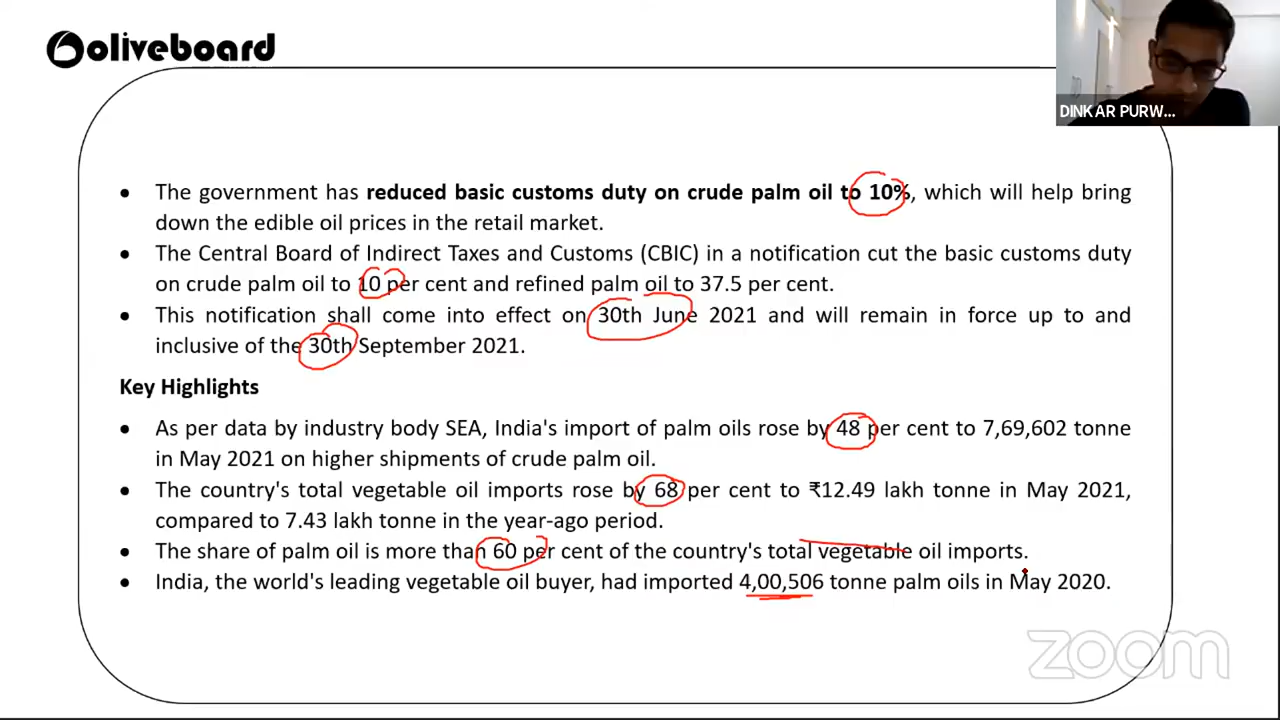 oliveboard
DINKAR PURW...
The government has reduced basic customs duty on crude palm oil to 10%, which will help bring
down the edible oil prices in the retail market.
The Central Board of Indirect Taxes and Customs (CBIC) in a notification cut the basic customs duty
on crude palm oil to 10 per cent and refined palm oil to 37.5 per cent.
This notification shall come into effect on 30th June 2021 and will remain in force up to and
inclusive of the 30th September 2021.
Key Highlights
As per data by industry body SEA, India's import of palm oils rose by 48 per cent to 7,69,602 tonne
in May 2021 on higher shipments of crude palm oil.
The country's total vegetable oil imports rose by 68 per cent to ₹12.49 lakh tonne in May 2021,
compared to 7.43 lakh tonne in the year-ago period.
The share of palm oil is more than 60 per cent of the country's total vegetable oil imports.
India, the world's leading vegetable oil buyer, had imported 4,00,506 tonne palm oils in May 2020.
zoom